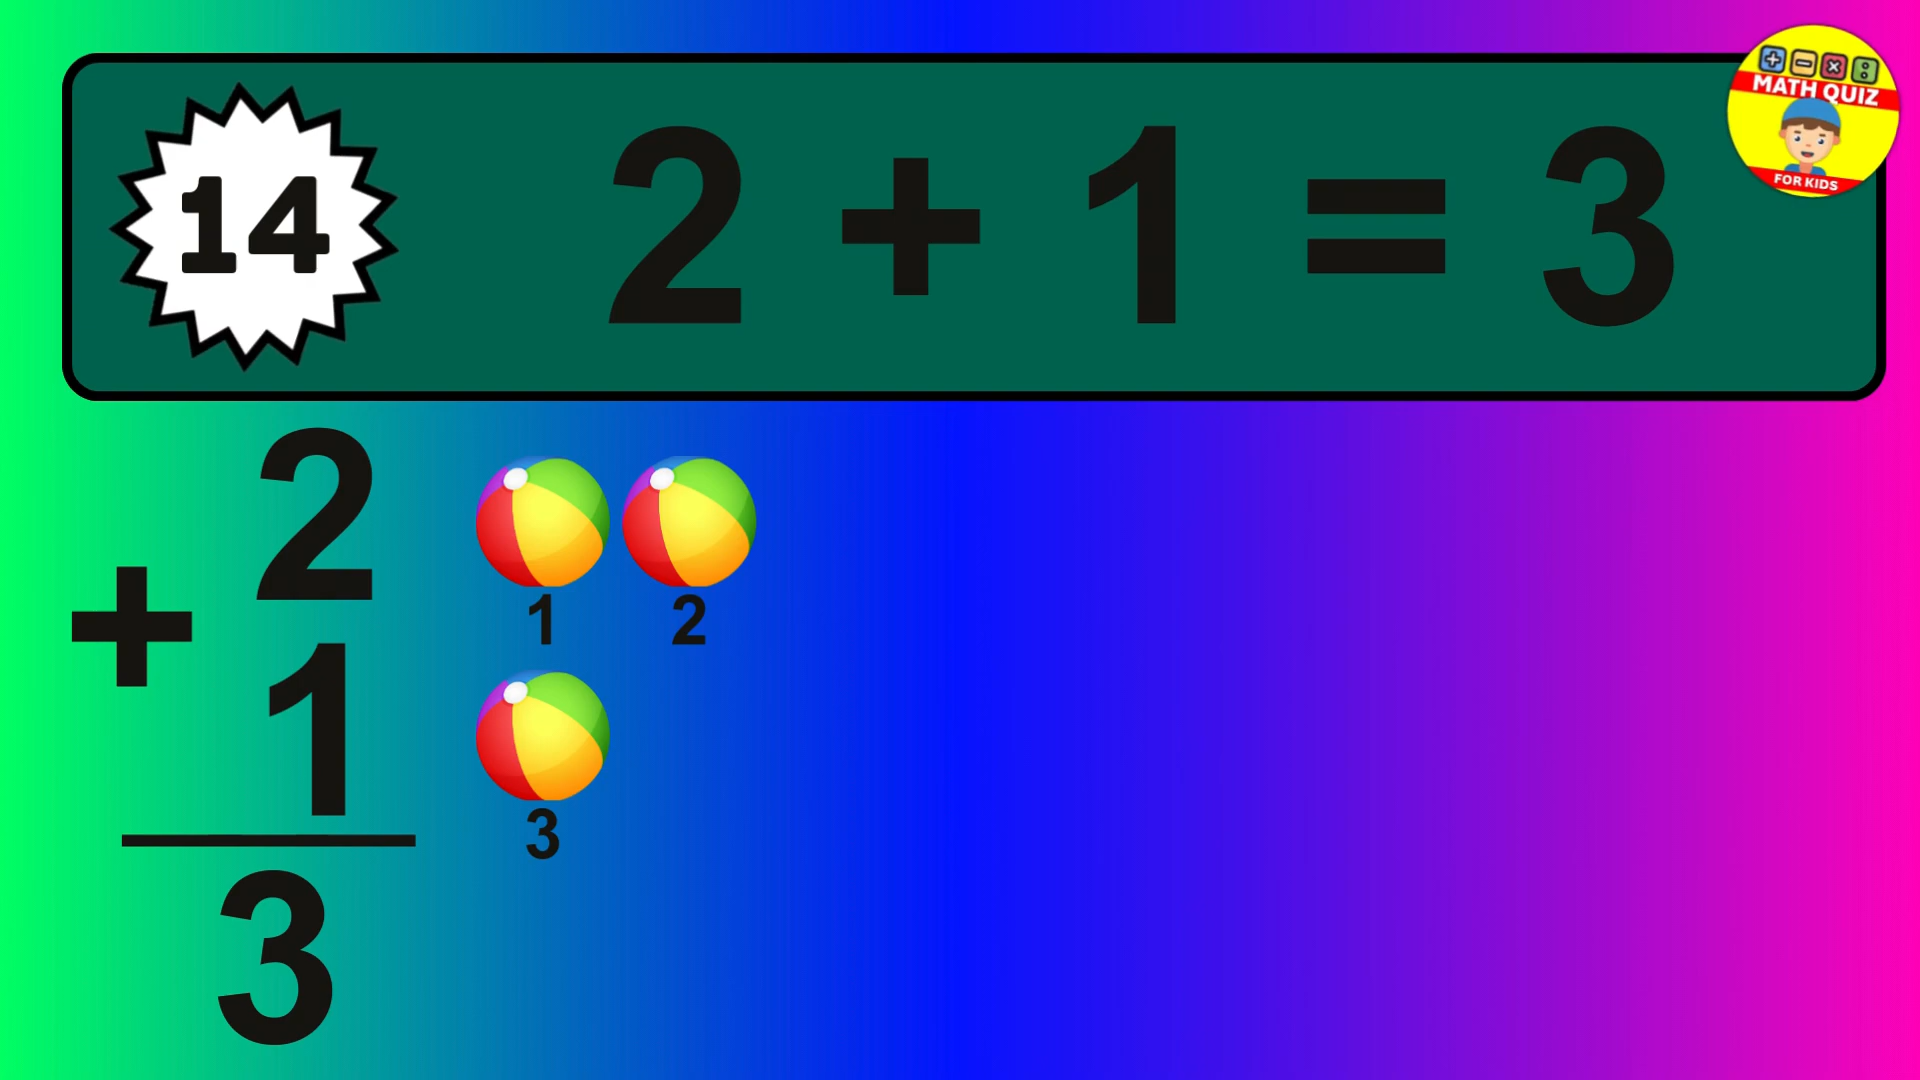 14
2 + 1 = 3
+ - × :
MATH QUIZ
FOR KIDS
2
1 2
+
1
3
3